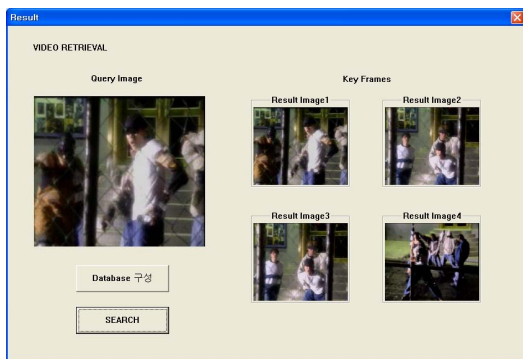 Result
VIDEO RETRIEVAL
Query Image
Key Frames
Result Image1
Result Image2
Result Image3
Result Image4
Database 구성
SEARCH